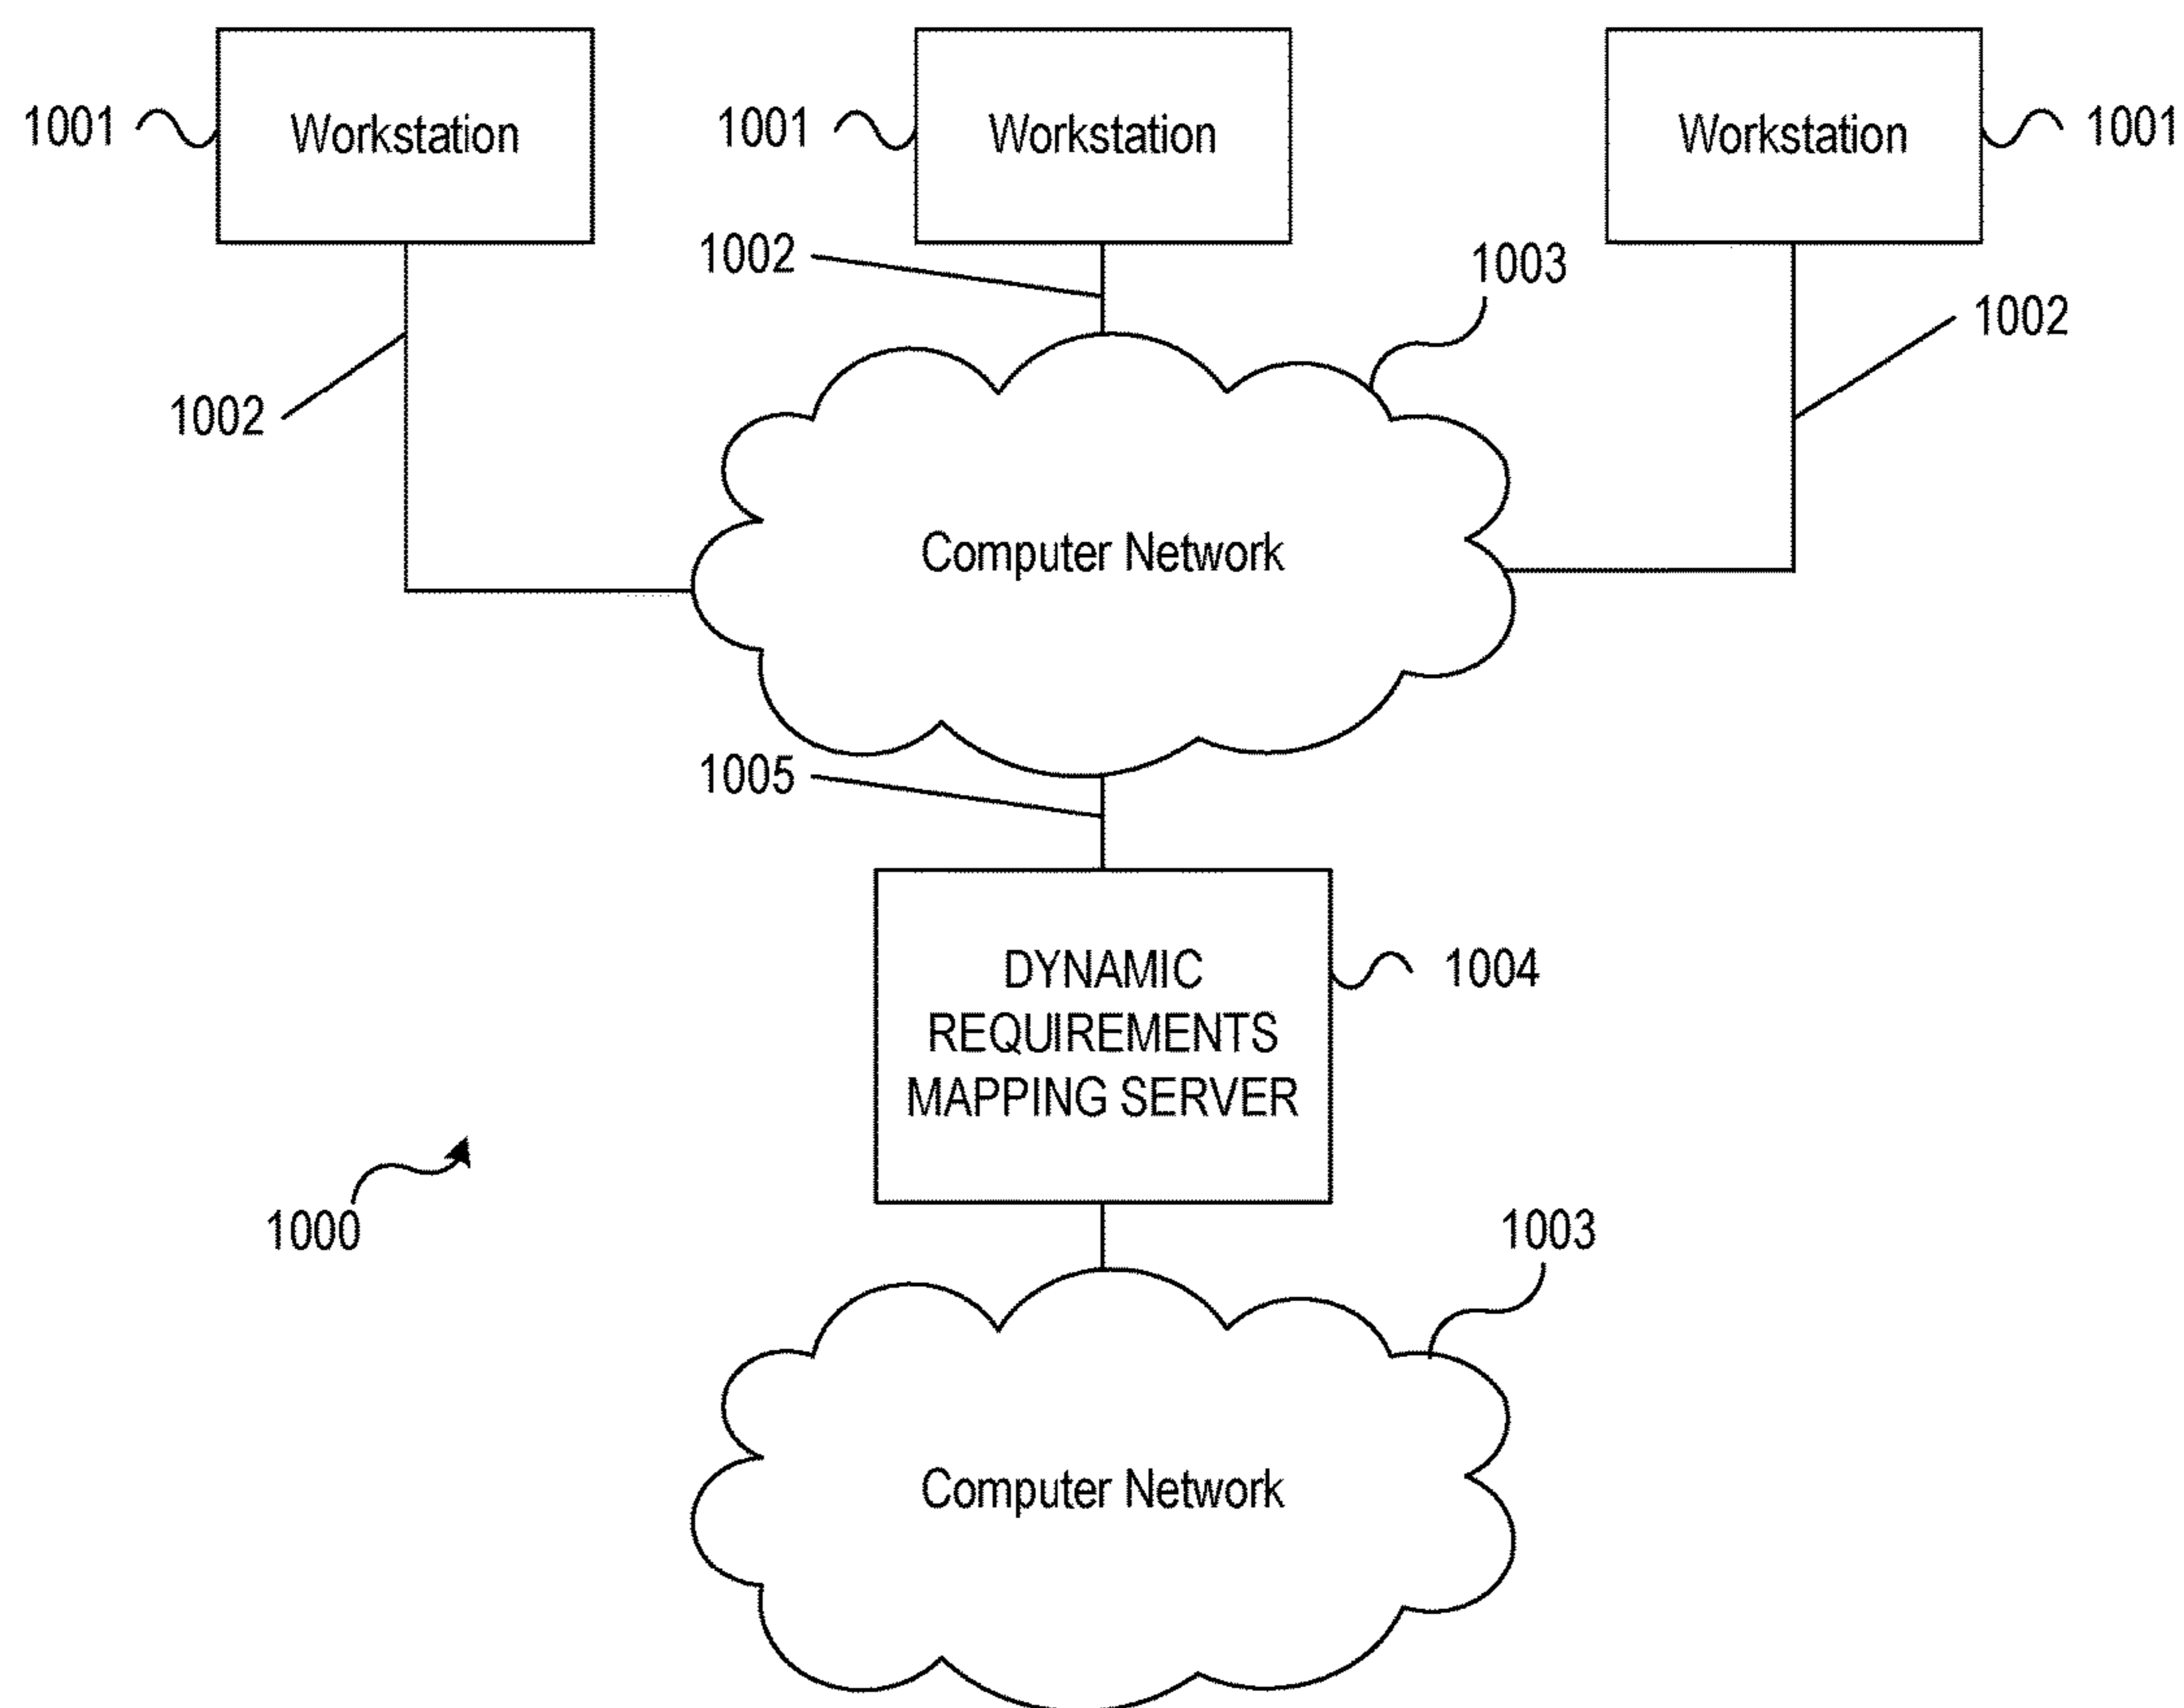 Workstation
Workstation
Workstation
1001
1001
1001
1002
1003
1002
1002
Computer Network
1005
DYNAMIC
REQUIREMENTS
MAPPING SERVER
1004
1000
1003
Computer Network